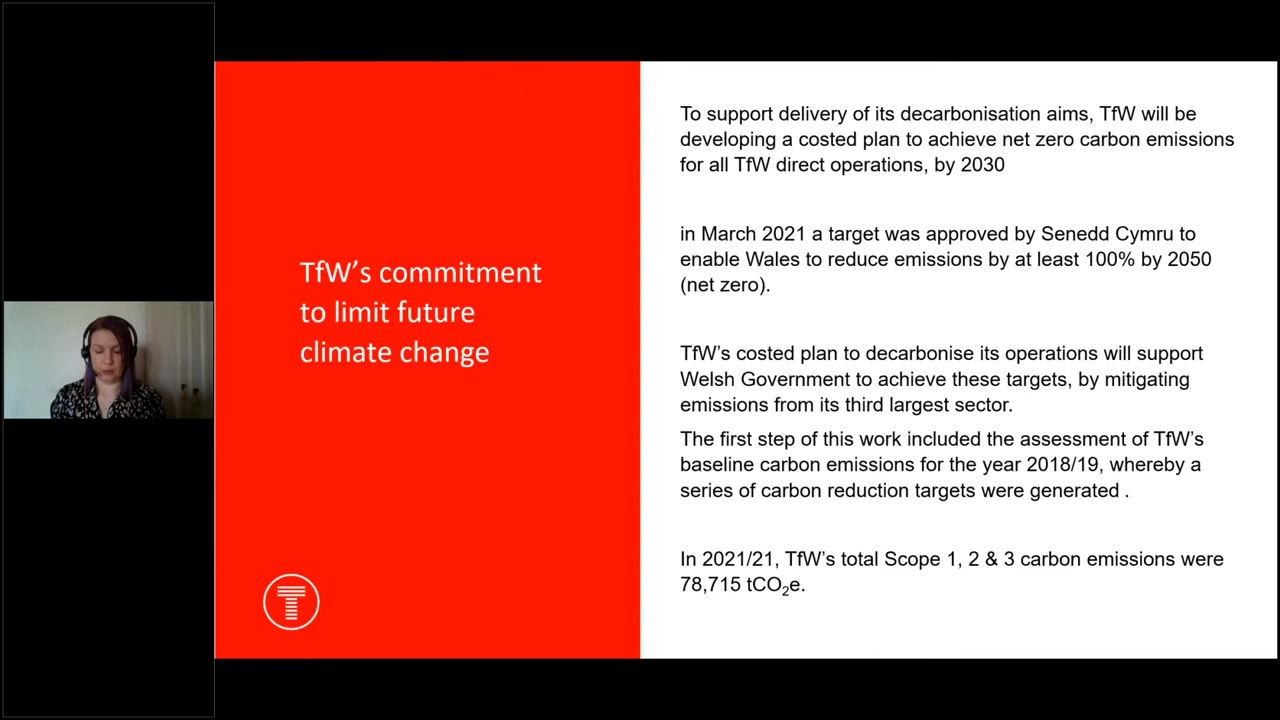 TfW’s commitment
to limit future
climate change
To support delivery of its decarbonisation aims, TfW will be
developing a costed plan to achieve net zero carbon emissions
for all TfW direct operations, by 2030
in March 2021 a target was approved by Senedd Cymru to
enable Wales to reduce emissions by at least 100% by 2050
(net zero).
TfW’s costed plan to decarbonise its operations will support
Welsh Government to achieve these targets, by mitigating
emissions from its third largest sector.
The first step of this work included the assessment of TfW’s
baseline carbon emissions for the year 2018/19, whereby a
series of carbon reduction targets were generated .
In 2021/21, TfW’s total Scope 1, 2 & 3 carbon emissions were
78,715 tCO₂e.